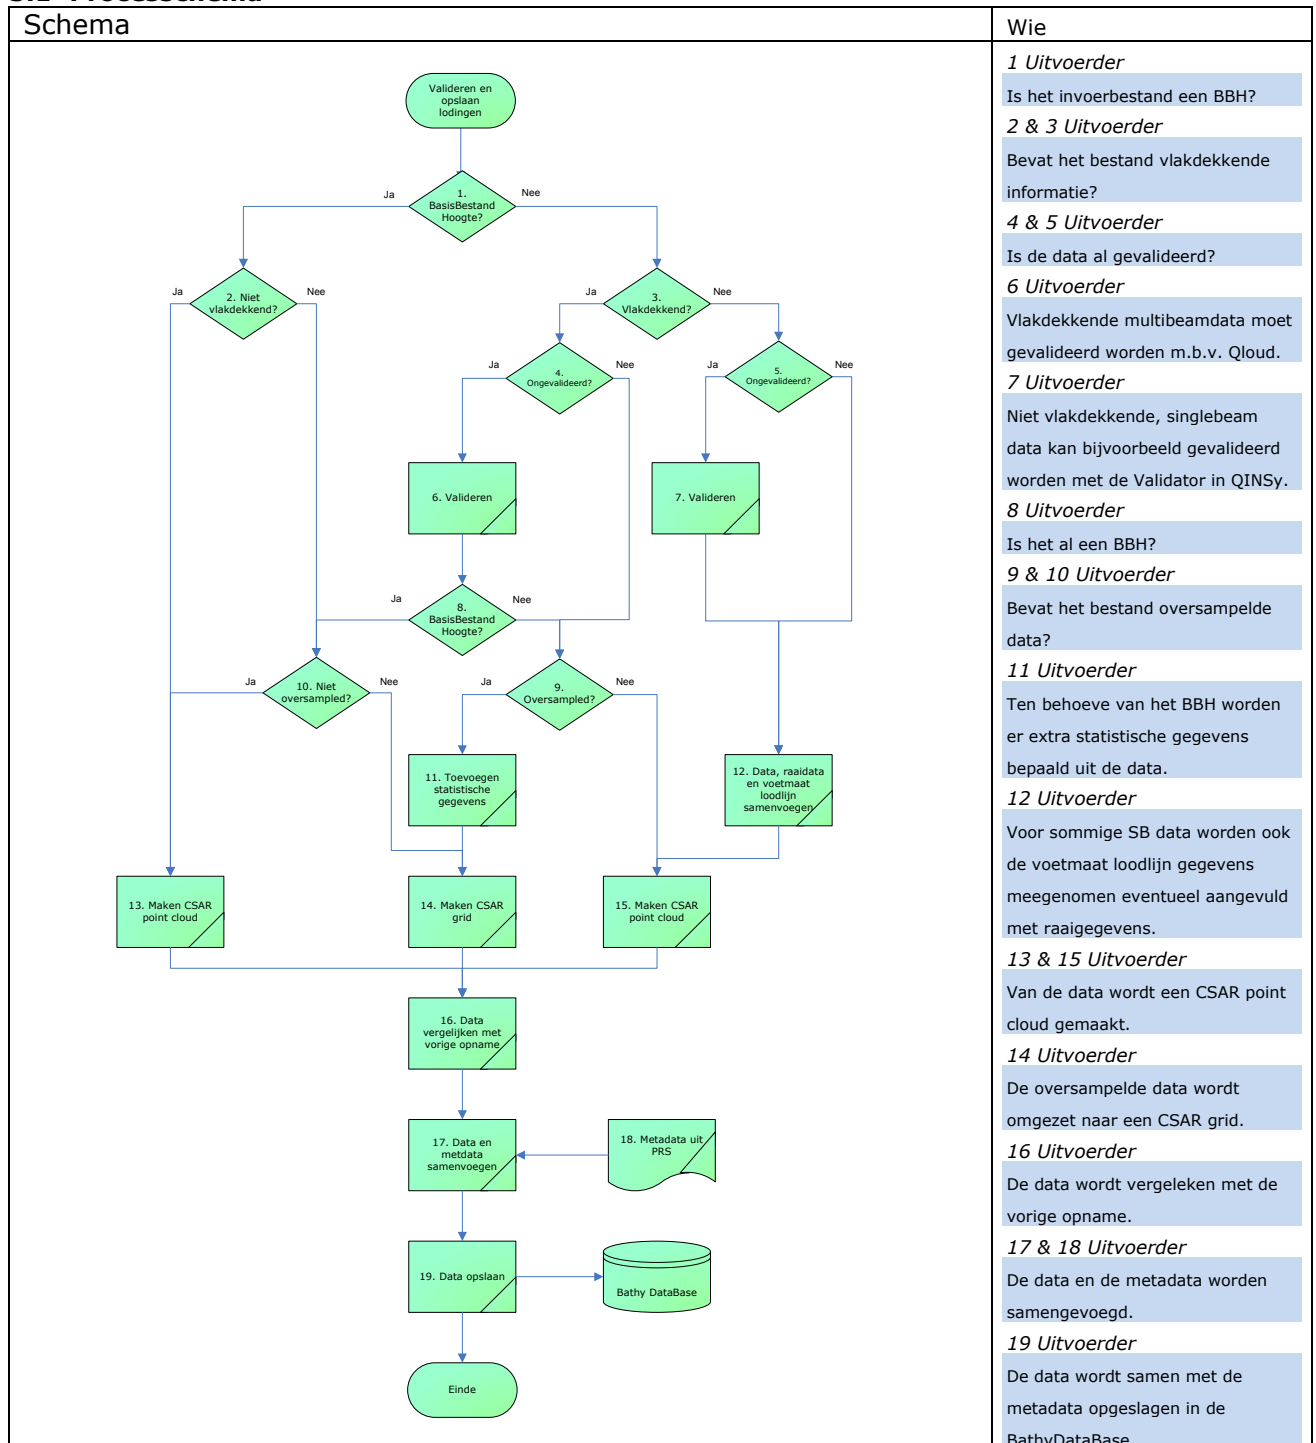 Schema
Valideren en
opslaan
lodingen
Ja
1.
BasisBestand
Hoogte?
Nee
Ja
2. Niet
vlakdekkend?
Nee
Ja
3.
Vlakdekkend?
Nee
Ja
4.
Ongevalideerd?
Nee
Ja
5.
Ongevalideerd?
Nee
6. Valideren
7. Valideren
Ja
8.
BasisBestand
Hoogte?
Nee
Ja
10. Niet
oversampled?
Nee
Ja
9.
Oversampled?
Nee
11. Toevoegen
statistische
gegevens
12. Data, raaidata
en voetmaat
loodlijn
samenvoegen
13. Maken CSAR
point cloud
14. Maken CSAR
grid
15. Maken CSAR
point cloud
16. Data
vergelijken met
vorige opname
17. Data en
metdata
samenvoegen
18. Metadata uit
PRS
19. Data opslaan
Bathy DataBase
Einde
Wie
1 Uitvoerder
Is het invoerbestand een BBH?
2 & 3 Uitvoerder
Bevat het bestand vlakdekkende
informatie?
4 & 5 Uitvoerder
Is de data al gevalideerd?
6 Uitvoerder
Vlakdekkende multibeamdata moet
gevalideerd worden m.b.v. Qloud.
7 Uitvoerder
Niet vlakdekkende, singlebeam
data kan bijvoorbeeld gevalideerd
worden met de Validator in QINSy.
8 Uitvoerder
Is het al een BBH?
9 & 10 Uitvoerder
Bevat het bestand oversampelde
data?
11 Uitvoerder
Ten behoeve van het BBH worden
er extra statistische gegevens
bepaald uit de data.
12 Uitvoerder
Voor sommige SB data worden ook
de voetmaat loodlijn gegevens
meegenomen eventueel aangevuld
met raaigegevens.
13 & 15 Uitvoerder
Van de data wordt een CSAR point
cloud gemaakt.
14 Uitvoerder
De oversampelde data wordt
omgezet naar een CSAR grid.
16 Uitvoerder
De data wordt vergeleken met de
vorige opname.
17 & 18 Uitvoerder
De data en de metadata worden
samengevoegd.
19 Uitvoerder
De data wordt samen met de
metadata opgeslagen in de
BathyDataBase